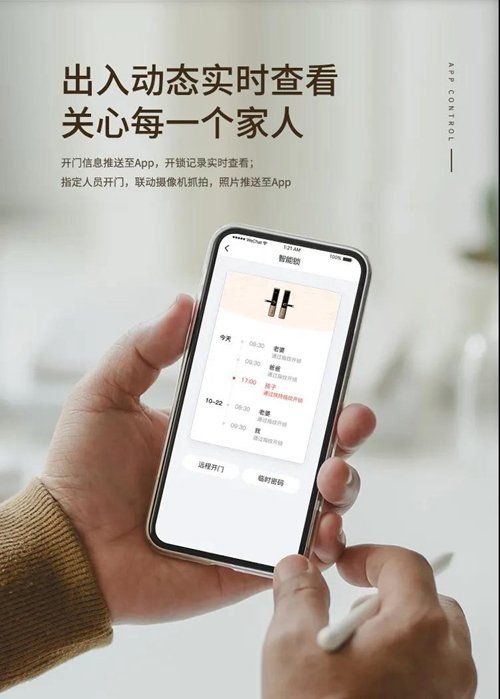 出入动态实时查看
关心每一个家人
开门信息推送至App，开锁记录实时查看；
指定人员开门，联动摄像机抓拍，照片推送至App
APP CONTROL
WeChat
1:21 AM
100%
智能锁
今天
08:30 老婆
通过指纹开锁
09:30 爸爸
通过指纹开锁
17:00 孩子
通过挟持指纹开锁
10-22
08:30 老婆
通过指纹开锁
09:30 我
通过指纹开锁
远程开门
临时密码